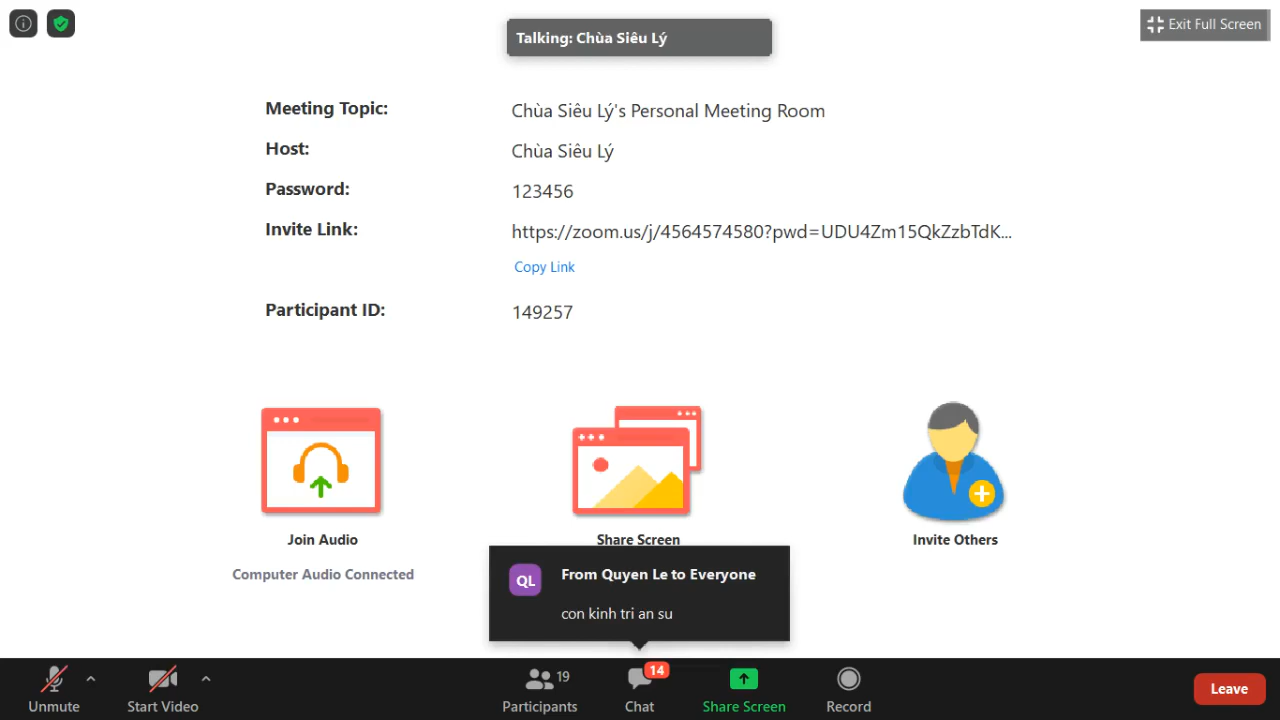 Talking: Chùa Siêu Lý
Exit Full Screen
Meeting Topic: Chùa Siêu Lý's Personal Meeting Room
Host: Chùa Siêu Lý
Password: 123456
Invite Link: https://zoom.us/j/4564574580?pwd=UDU4Zm15QkZzbTdK...
Copy Link
Participant ID: 149257
Join Audio
Computer Audio Connected
Share Screen
Invite Others
QL
From Quyen Le to Everyone
con kinh tri an su
Unmute
Start Video
19
Participants
14
Chat
Share Screen
Record
Leave